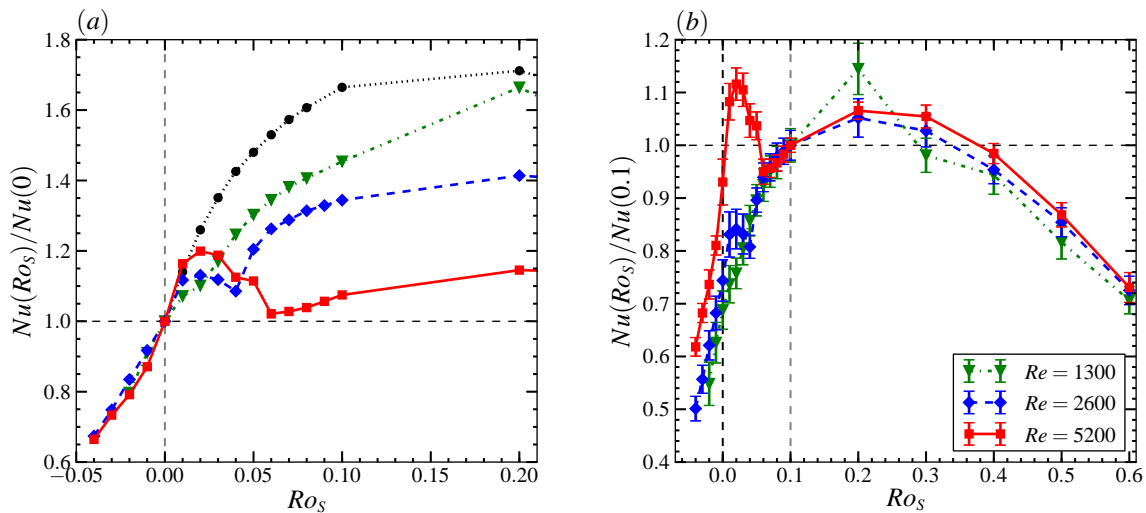 (a)
Nu(Ro_S)/Nu(0)
1.8
1.6
1.4
1.2
1.0
0.8
0.6
−0.05 0.00 0.05 0.10 0.15 0.20
Ro_S
(b)
Nu(Ro_S)/Nu(0.1)
1.2
1.1
1.0
0.9
0.8
0.7
0.6
0.5
0.4
0.0 0.1 0.2 0.3 0.4 0.5 0.6
Ro_S
Re = 1300
Re = 2600
Re = 5200